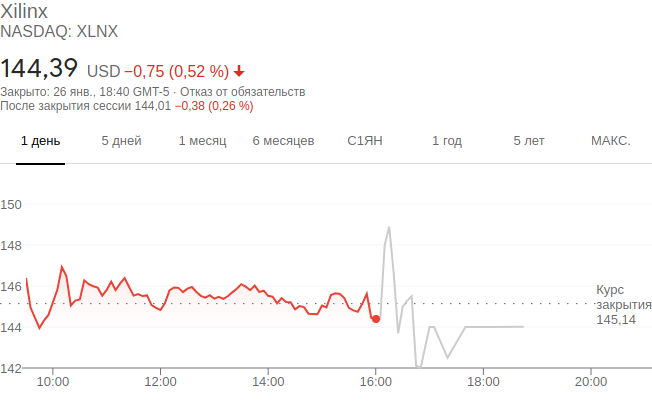 Xilinx
NASDAQ: XLNX
144,39 USD −0,75 (0,52 %)
Закрыто: 26 янв., 18:40 GMT-5 · Отказ от обязательств
После закрытия сессии 144,01 −0,38 (0,26 %)
1 день 5 дней 1 месяц 6 месяцев С1ЯН 1 год 5 лет МАКС.
150
148
146
Курс
закрытия
145,14
144
142
10:00 12:00 14:00 16:00 18:00 20:00